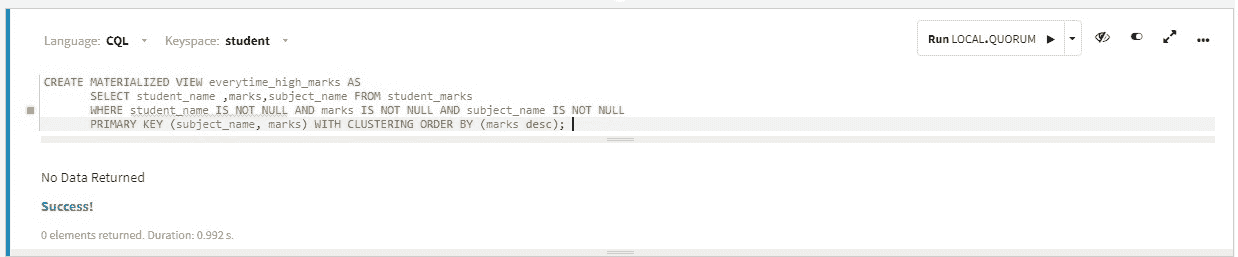 Language: CQL Keyspace: student Run LOCAL.QUORUM
CREATE MATERIALIZED VIEW everytime_high_marks AS
SELECT student_name ,marks,subject_name FROM student_marks
WHERE student_name IS NOT NULL AND marks IS NOT NULL AND subject_name IS NOT NULL
PRIMARY KEY (subject_name, marks) WITH CLUSTERING ORDER BY (marks desc);
No Data Returned
Success!
0 elements returned. Duration: 0.992 s.